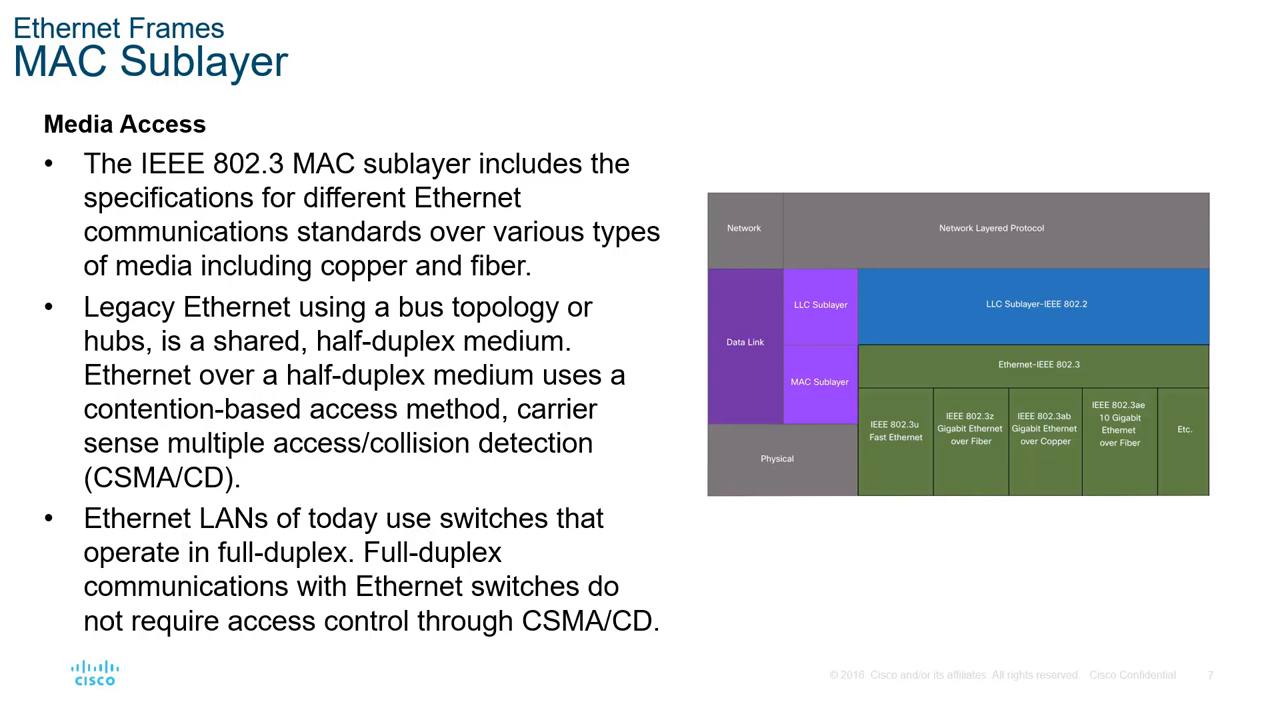 Ethernet Frames
MAC Sublayer
Media Access
• The IEEE 802.3 MAC sublayer includes the
specifications for different Ethernet
communications standards over various types
of media including copper and fiber.
• Legacy Ethernet using a bus topology or
hubs, is a shared, half-duplex medium.
Ethernet over a half-duplex medium uses a
contention-based access method, carrier
sense multiple access/collision detection
(CSMA/CD).
• Ethernet LANs of today use switches that
operate in full-duplex. Full-duplex
communications with Ethernet switches do
not require access control through CSMA/CD.
Network
Network Layered Protocol
Data Link
LLC Sublayer
LLC Sublayer-IEEE 802.2
MAC Sublayer
Ethernet-IEEE 802.3
IEEE 802.3u
Fast Ethernet
IEEE 802.3z
Gigabit Ethernet
over Fiber
IEEE 802.3ab
Gigabit Ethernet
over Copper
IEEE 802.3ae
10 Gigabit
Ethernet
over Fiber
Etc.
Physical
CISCO
© 2016 Cisco and/or its affiliates. All rights reserved. Cisco Confidential
7